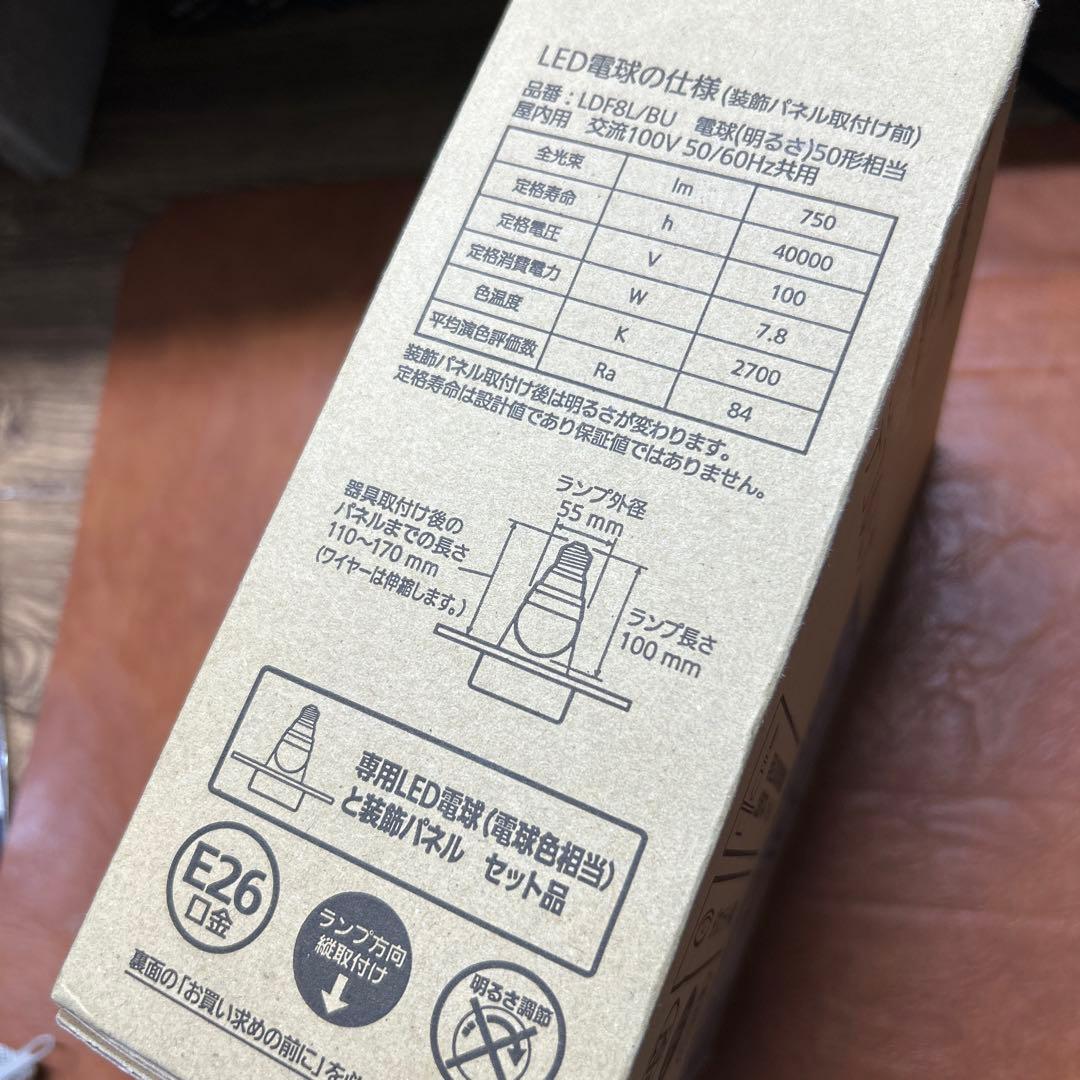 LED電球の仕様(装飾パネル取付け前)
品番：LDF8L/BU 電球(明るさ)50形相当
屋内用 交流100V 50/60Hz共用
全光束 lm 750
定格寿命 h 40000
定格電圧 V 100
定格消費電力 W 7.8
色温度 K 2700
平均演色評価数 Ra 84
装飾パネル取付け後は明るさが変わります。
定格寿命は設計値であり保証値ではありません。
ランプ外径
55 mm
器具取付け後の
パネルまでの長さ
110～170 mm
(ワイヤーは伸縮します。)
ランプ長さ
100 mm
専用LED電球(電球色相当)
と装飾パネル セット品
E26
口金
ランプ方向
縦取付け
明るさ調節
裏面の「お買い求めの前に」を必